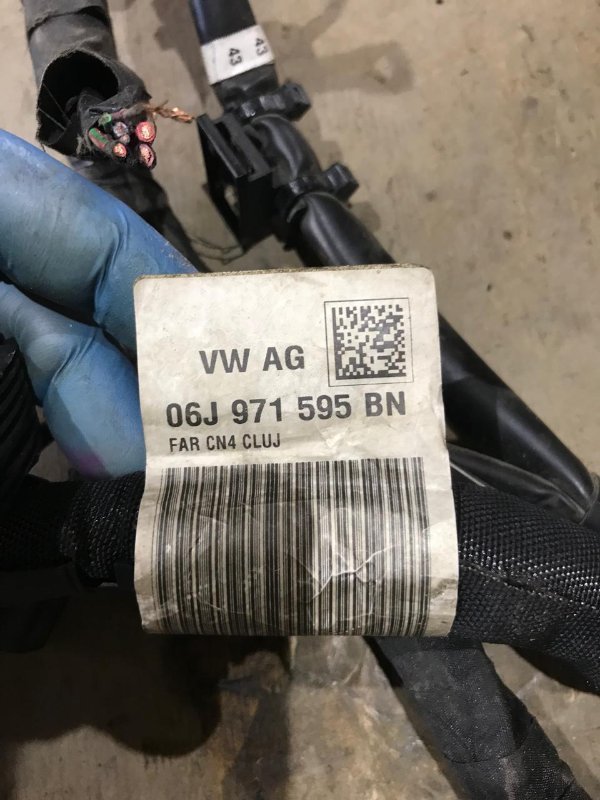 43 43
VW AG
06J 971 595 BN
FAR CN4 CLUJ